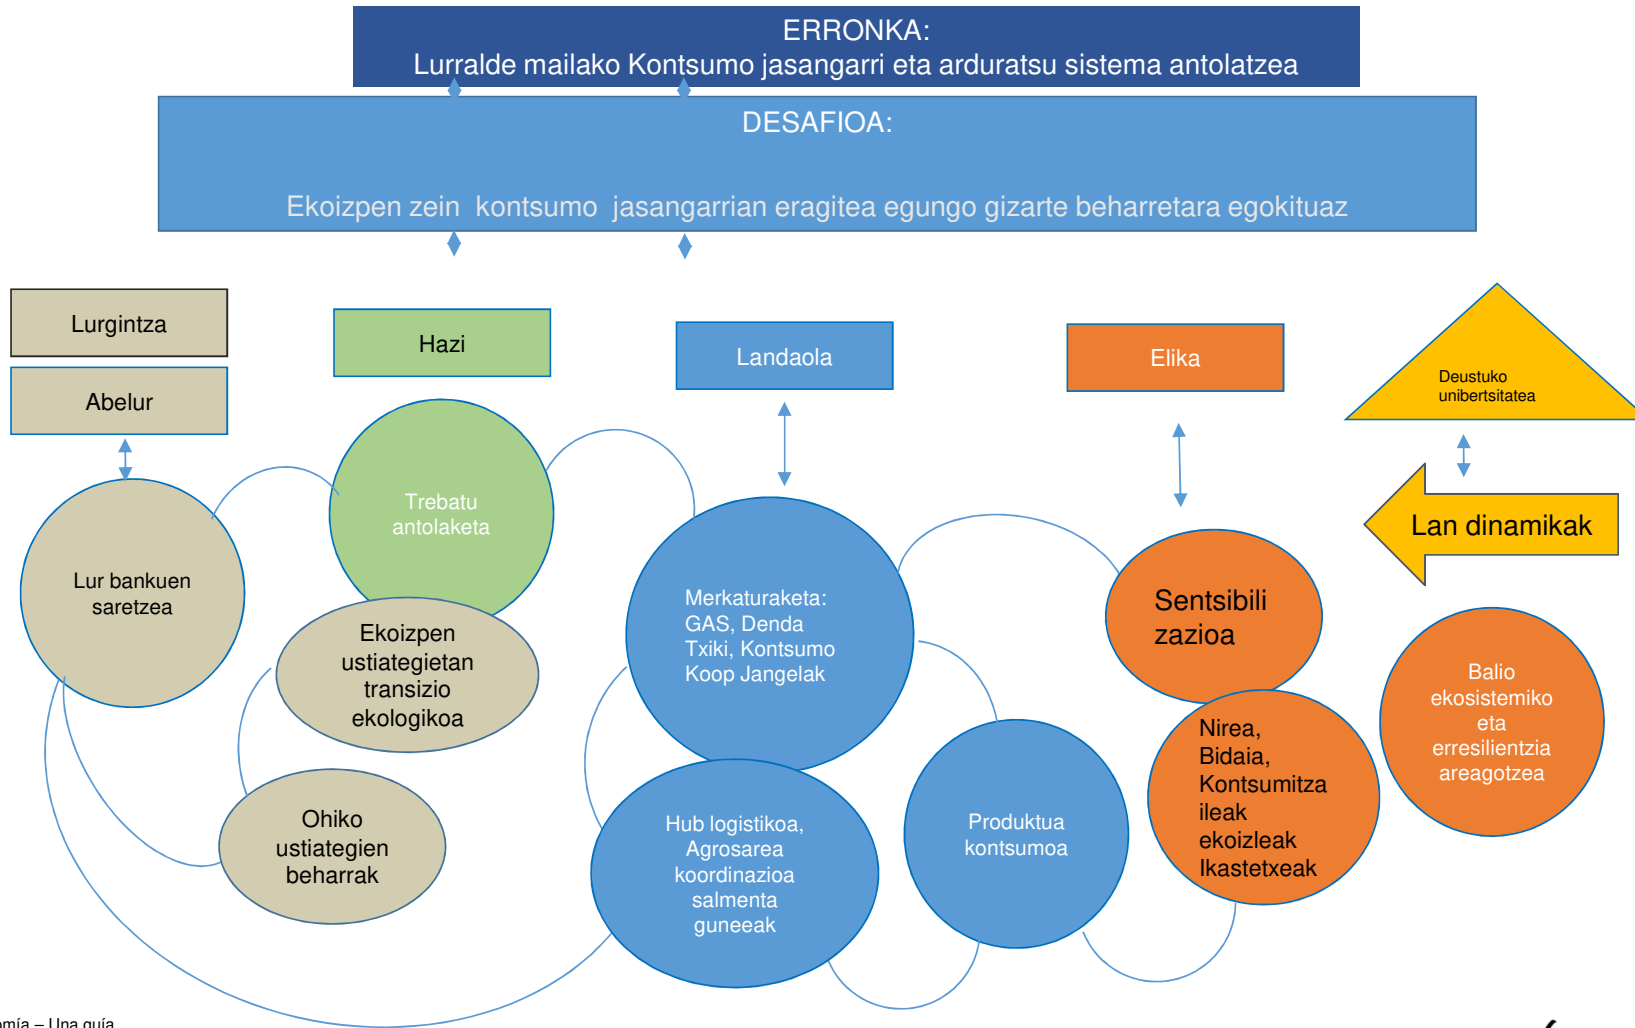 ERRONKA:
Lurralde mailako Kontsumo jasangarri eta arduratsu sistema antolatzea
DESAFIOA:
Ekoizpen zein kontsumo jasangarrian eragitea egungo gizarte beharretara egokituaz
Lurgintza
Abelur
Hazi
Landaola
Elika
Deustuko
unibertsitatea
Lan dinamikak
Lur bankuen
saretzea
Trebatu
antolaketa
Ekoizpen
ustiategietan
transizio
ekologikoa
Ohiko
ustiategien
beharrak
Merkaturaketa:
GAS, Denda
Txiki, Kontsumo
Koop Jangelak
Hub logistikoa,
Agrosarea
koordinazioa
salmenta
guneeak
Produktua
kontsumoa
Sentsibili
zazioa
Nirea,
Bidaia,
Kontsumitza
ileak
ekoizleak
Ikastetxeak
Balio
ekosistemiko
eta
erresilientzia
areagotzea
omía – Una guía